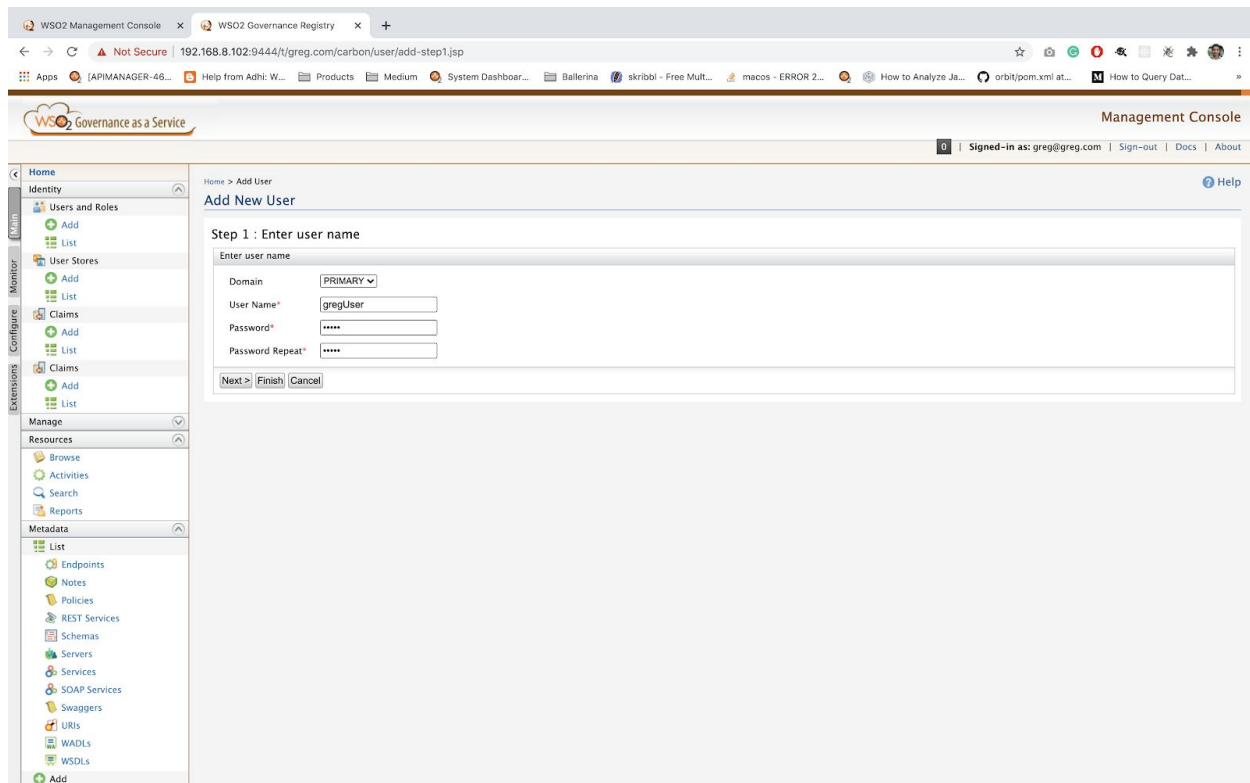 WSO2 Management Console ×
WSO2 Governance Registry × +
Not Secure | 192.168.8.102:9444/t/greg.com/carbon/user/add-step1.jsp
Apps [APIMANAGER-46... Help from Adhi: W... Products Medium System Dashboar... Ballerina skribbl - Free Mult... macos - ERROR 2... How to Analyze Ja... orbit/pom.xml at... How to Query Dat... »
WSO2 Governance as a Service
Management Console
0 | Signed-in as: greg@greg.com | Sign-out | Docs | About
Main
Monitor
Configure
Extensions
Home
Identity
Users and Roles
Add
List
User Stores
Add
List
Claims
Add
List
Claims
Add
List
Manage
Resources
Browse
Activities
Search
Reports
Metadata
List
Endpoints
Notes
Policies
REST Services
Schemas
Servers
Services
SOAP Services
Swaggers
URIs
WADLs
WSDLs
Add
Home > Add User
Help
Add New User
Step 1 : Enter user name
Enter user name
Domain PRIMARY
User Name* gregUser
Password* •••••
Password Repeat* •••••
Next > Finish Cancel